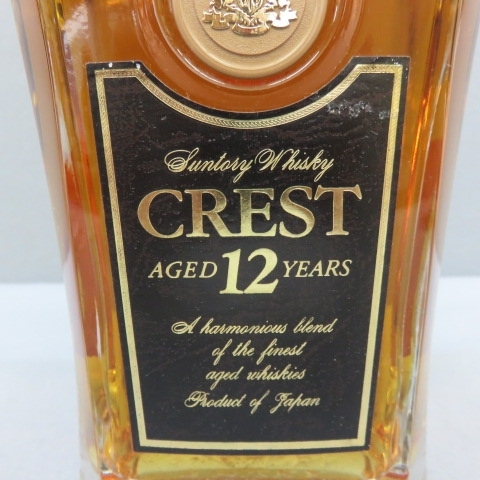 Suntory Whisky
CREST
AGED 12 YEARS
A harmonious blend
of the finest
aged whiskies
Product of Japan